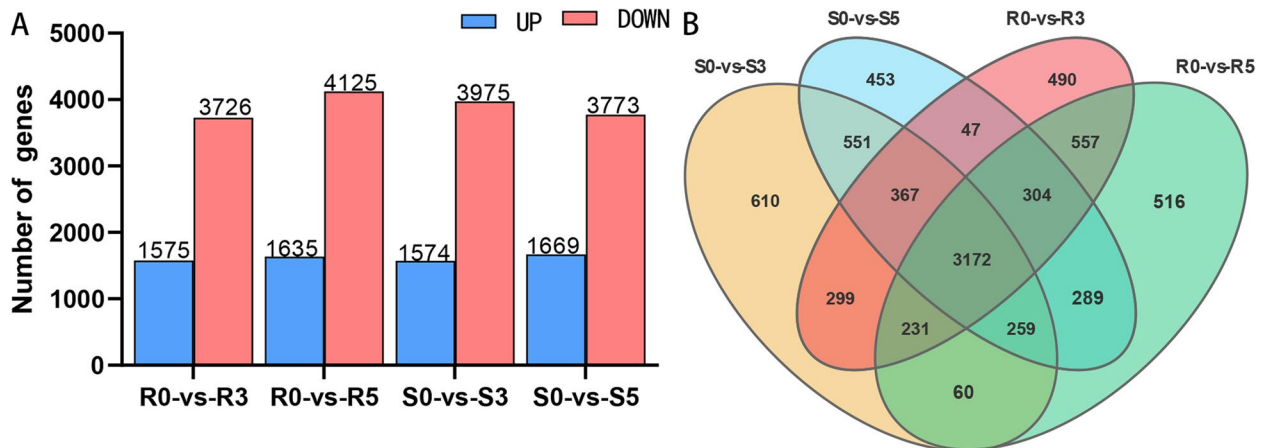 A
UP DOWN
Number of genes
5000
4000
3000
2000
1000
0
1575 3726
1635 4125
1574 3975
1669 3773
R0-vs-R3 R0-vs-R5 S0-vs-S3 S0-vs-S5
B
S0-vs-S5 R0-vs-R3
S0-vs-S3 R0-vs-R5
453 490
47
551 557
367 304
610 516
3172
299 289
231 259
60